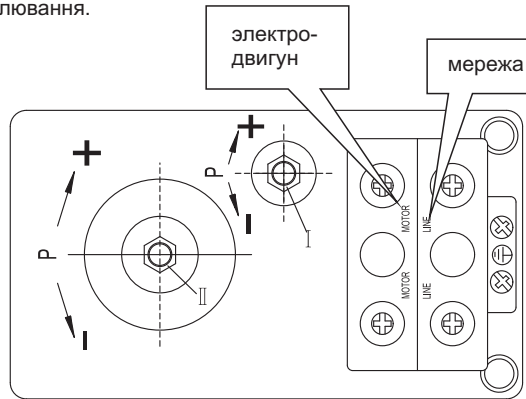 лювання.
электро-
двигун
мережа
+
+
P
I
MOTOR
LINE
P
II
MOTOR
LINE
-
-